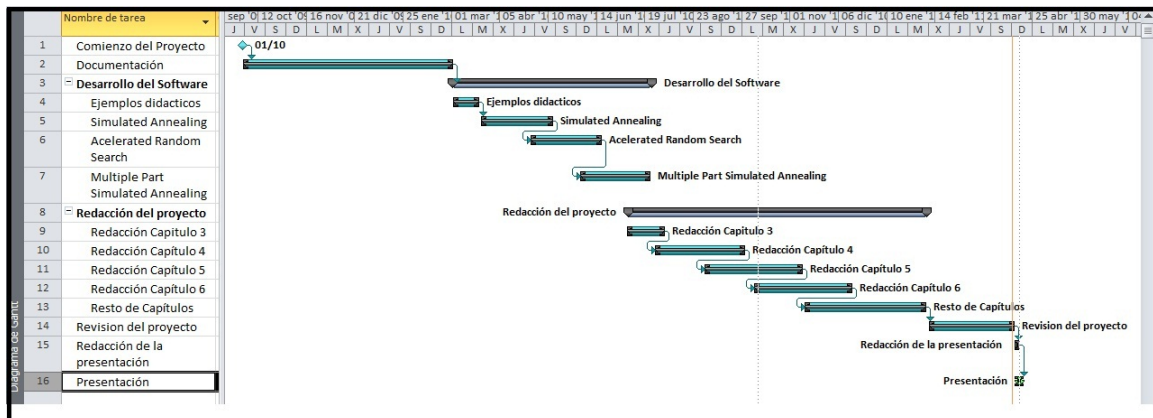 Nombre de tarea
sep '0 12 oct '09 16 nov '0 21 dic '09 25 ene '1 01 mar '1 05 abr '1 10 may '1 14 jun '1 19 jul '10 23 ago '1 27 sep '1 01 nov '1 06 dic '1 10 ene '1 14 feb '1 21 mar '1 25 abr '1 30 may '1 04
J V S D L M X J V S D L M X J V S D L M X J V S D L M X J V S D L M X J V
1 Comienzo del Proyecto 01/10
2 Documentación
3 Desarrollo del Software Desarrollo del Software
4 Ejemplos didacticos Ejemplos didacticos
5 Simulated Annealing Simulated Annealing
6 Acelerated Random Acelerated Random Search
Search
7 Multiple Part Multiple Part Simulated Annealing
Simulated Annealing
8 Redacción del proyecto Redacción del proyecto
9 Redacción Capitulo 3 Redacción Capitulo 3
10 Redacción Capítulo 4 Redacción Capítulo 4
11 Redacción Capítulo 5 Redacción Capítulo 5
12 Redacción Capítulo 6 Redacción Capítulo 6
13 Resto de Capítulos Resto de Capítulos
14 Revision del proyecto Revision del proyecto
15 Redacción de la Redacción de la presentación
presentación
16 Presentación Presentación
Diagrama de Gantt